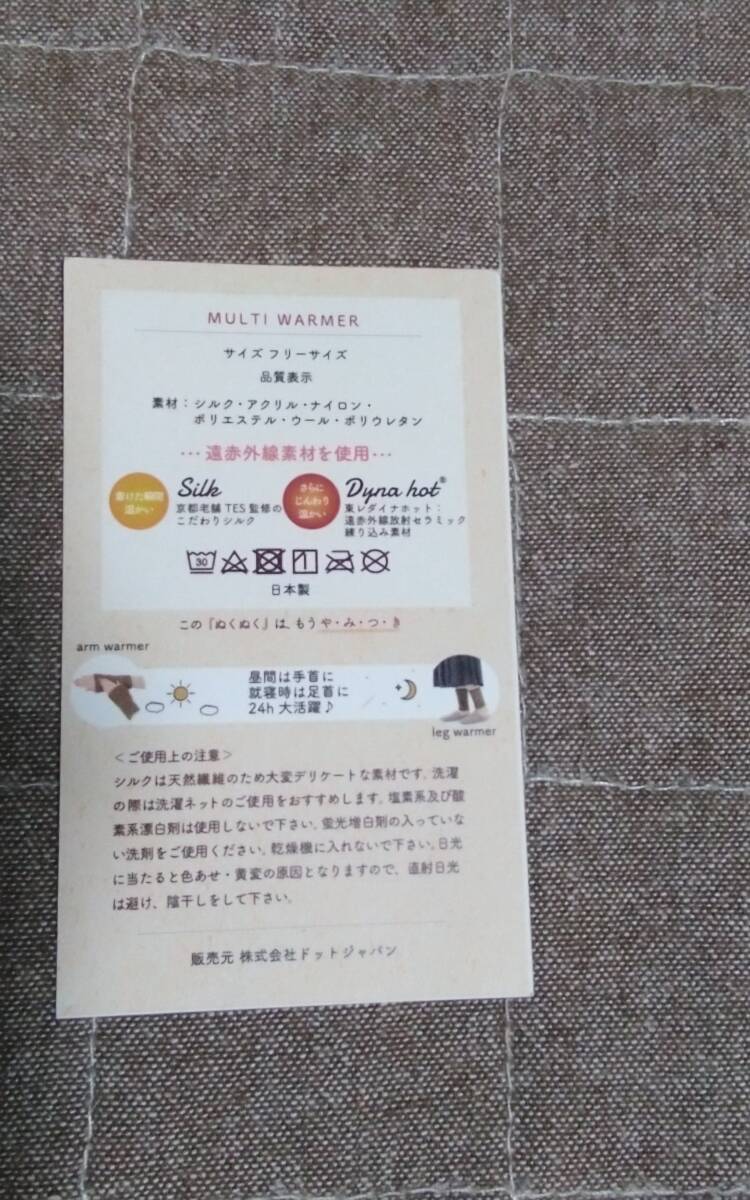 MULTI WARMER
サイズ フリーサイズ
品質表示
素材：シルク・アクリル・ナイロン・
ポリエステル・ウール・ポリウレタン
･･･遠赤外線素材を使用･･･
着けた瞬間
温かい
Silk
京都老舗 TES 監修の
こだわりシルク
さらに
じんわり
温かい
Dyna hot®
東レダイナホット：
遠赤外線放射セラミック
練り込み素材
30
日本製
この『ぬくぬく』は、もうや・み・つ・き
arm warmer
昼間は手首に
就寝時は足首に
24h 大活躍♪
leg warmer
＜ご使用上の注意＞
シルクは天然繊維のため大変デリケートな素材です。洗濯
の際は洗濯ネットのご使用をおすすめします。塩素系及び酸
素系漂白剤は使用しないで下さい。蛍光増白剤の入っていな
い洗剤をご使用ください。乾燥機に入れないで下さい。日光
に当たると色あせ・黄変の原因となりますので、直射日光
は避け、陰干しをして下さい。
販売元 株式会社ドットジャパン